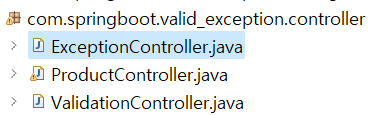 com.springboot.valid_exception.controller
ExceptionController.java
ProductController.java
ValidationController.java